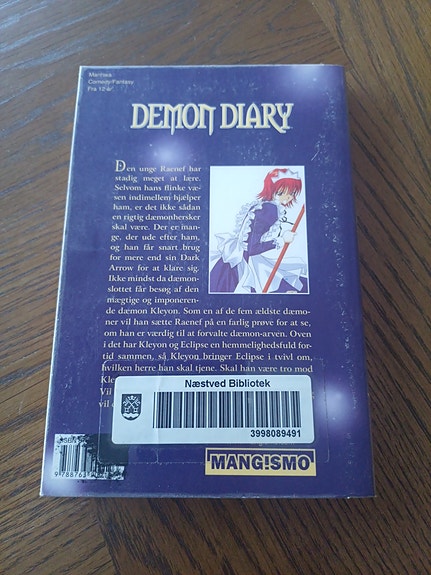 Manhwa
Comedy/Fantasy
Fra 12 år
DEMON DIARY
Den unge Raenef har
stadig meget at lære.
Selvom hans flinke væ-
sen indimellem hjælper
ham, er det ikke sådan
en rigtig dæmonhersker
skal være. Der er man-
ge, der ude efter ham,
og han får snart brug
for mere end sin Dark
Arrow for at klare sig.
Ikke mindst da dæmon-
slottet får besøg af den
mægtige og imponeren-
de dæmon Kleyon. Som en af de fem ældste dæmo-
ner vil han sætte Raenef på en farlig prøve for at se,
om han er værdig til at forvalte dæmon-arven. Oven
i det har Kleyon og Eclipse en hemmelighedsfuld for-
tid sammen, så Kleyon bringer Eclipse i tvivl om,
hvilken herre han skal tjene. Skal han være tro mod
Vil
vil
Næstved Bibliotek
3998089491
ISBN
MANG!SMO